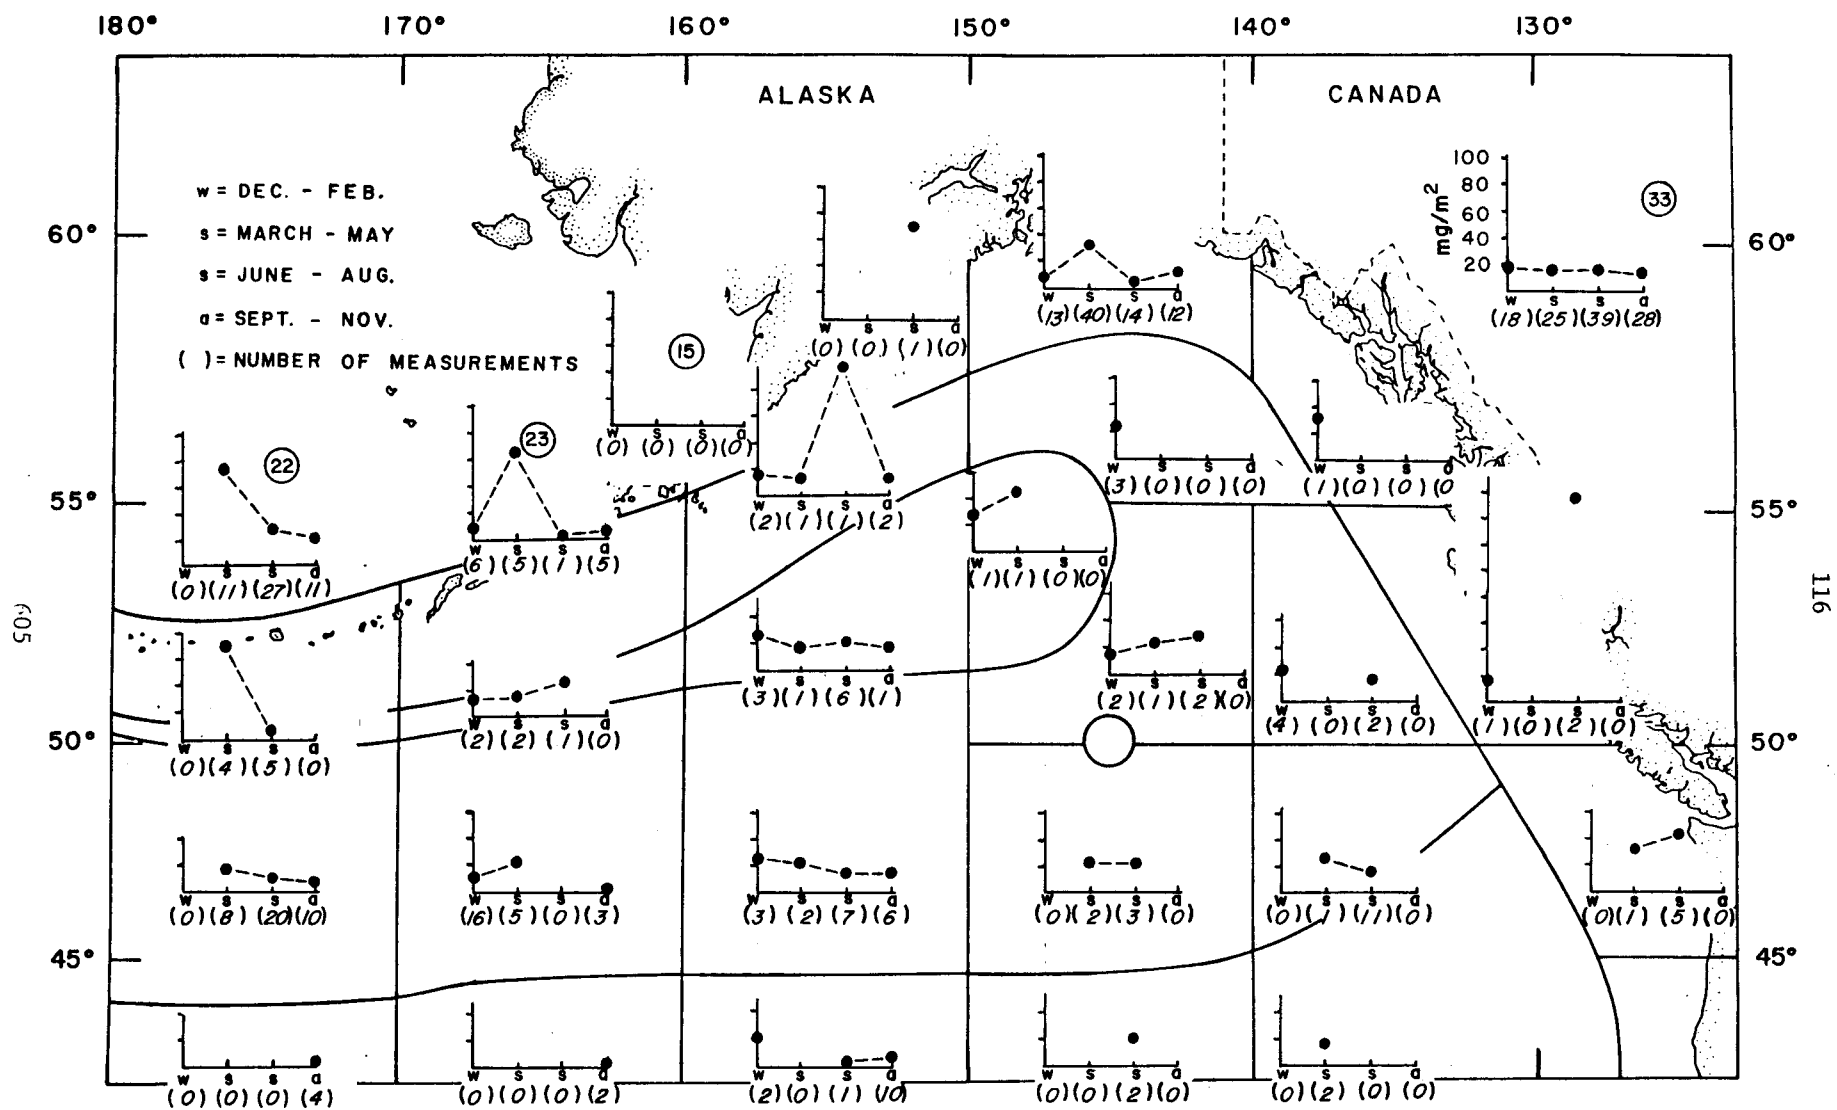 180° 170° 160° 150° 140° 130°
ALASKA CANADA
w = DEC. - FEB.
s = MARCH - MAY
s = JUNE - AUG.
a = SEPT. - NOV.
( ) = NUMBER OF MEASUREMENTS
100
80
60
40
20
mg/m²
33
w s s a
(18)(25)(39)(28)
60° 60°
w s s a
(13)(40)(14)(12)
w s s a
(0)(0)(1)(0)
15
w s s a
(0)(0)(0)(0)
22
w s s a
(0)(11)(27)(11)
23
w s s a
(6)(5)(1)(5)
w s s a
(2)(1)(1)(2)
w s s a
(3)(0)(0)(0)
w s s a
(1)(0)(0)(0
55° 55°
w s s a
(1)(1)(0)(0)
w s s a
(0)(4)(5)(0)
w s s a
(2)(2)(1)(0)
w s s a
(3)(1)(6)(1)
w s s a
(2)(1)(2)(0)
w s s a
(4)(0)(2)(0)
w s s a
(1)(0)(2)(0)
50° 50°
w s s a
(0)(8)(20)(10)
w s s a
(16)(5)(0)(3)
w s s a
(3)(2)(7)(6)
w s s a
(0)(2)(3)(0)
w s s a
(0)(1)(11)(0)
w s s a
(0)(1)(5)(0)
45° 45°
w s s a
(0)(0)(0)(4)
w s s a
(0)(0)(0)(2)
w s s a
(2)(0)(1)(10)
w s s a
(0)(0)(2)(0)
w s s a
(0)(2)(0)(0)
116